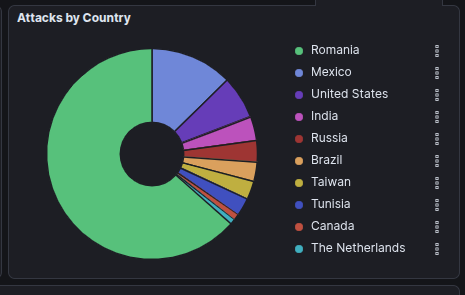 Attacks by Country
Romania
Mexico
United States
India
Russia
Brazil
Taiwan
Tunisia
Canada
The Netherlands